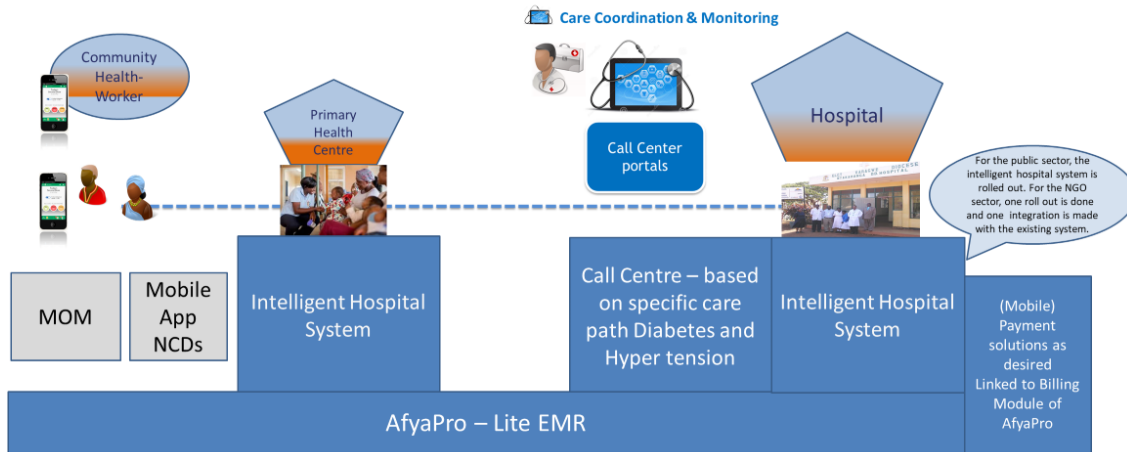 Care Coordination & Monitoring
Community
Health-
Worker
Primary
Health
Centre
Call Center
portals
Hospital
For the public sector, the
intelligent hospital system is
rolled out. For the NGO
sector, one roll out is done
and one integration is made
with the existing system.
MOM
Mobile
App
NCDs
Intelligent Hospital
System
Call Centre – based
on specific care
path Diabetes and
Hyper tension
Intelligent Hospital
System
(Mobile)
Payment
solutions as
desired
Linked to Billing
Module of
AfyaPro
AfyaPro – Lite EMR